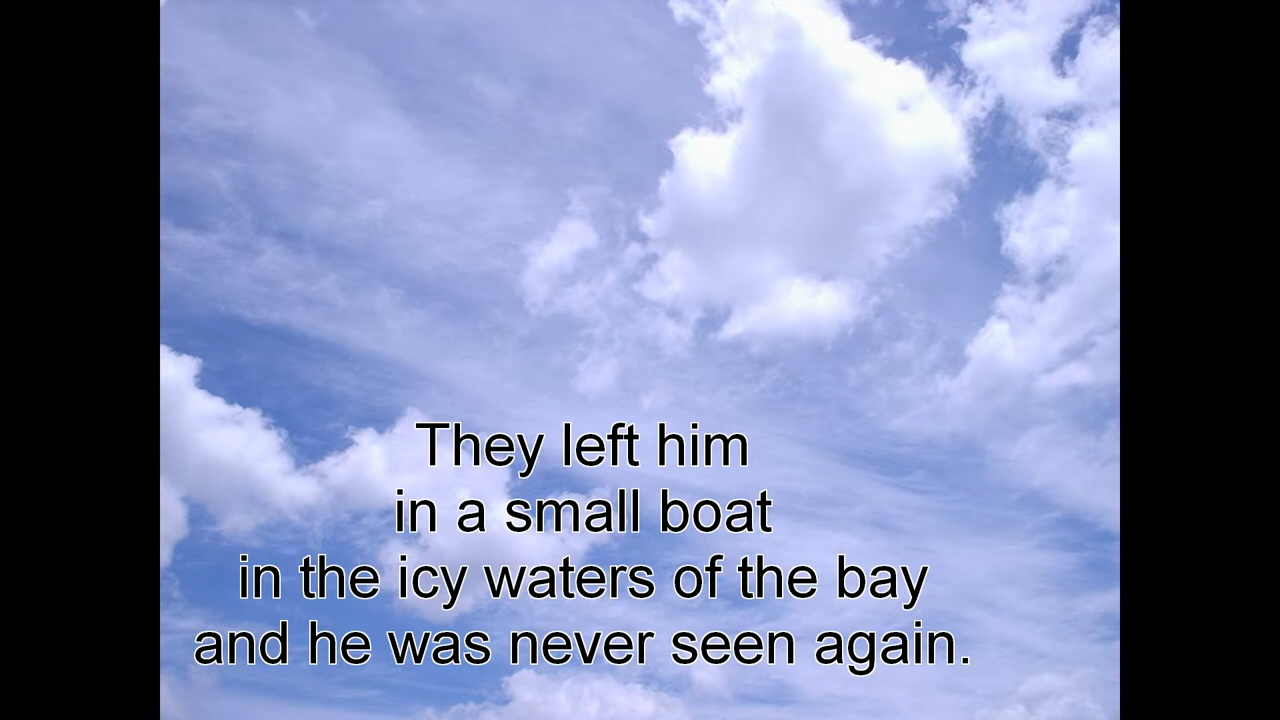 They left him
in a small boat
in the icy waters of the bay
and he was never seen again.